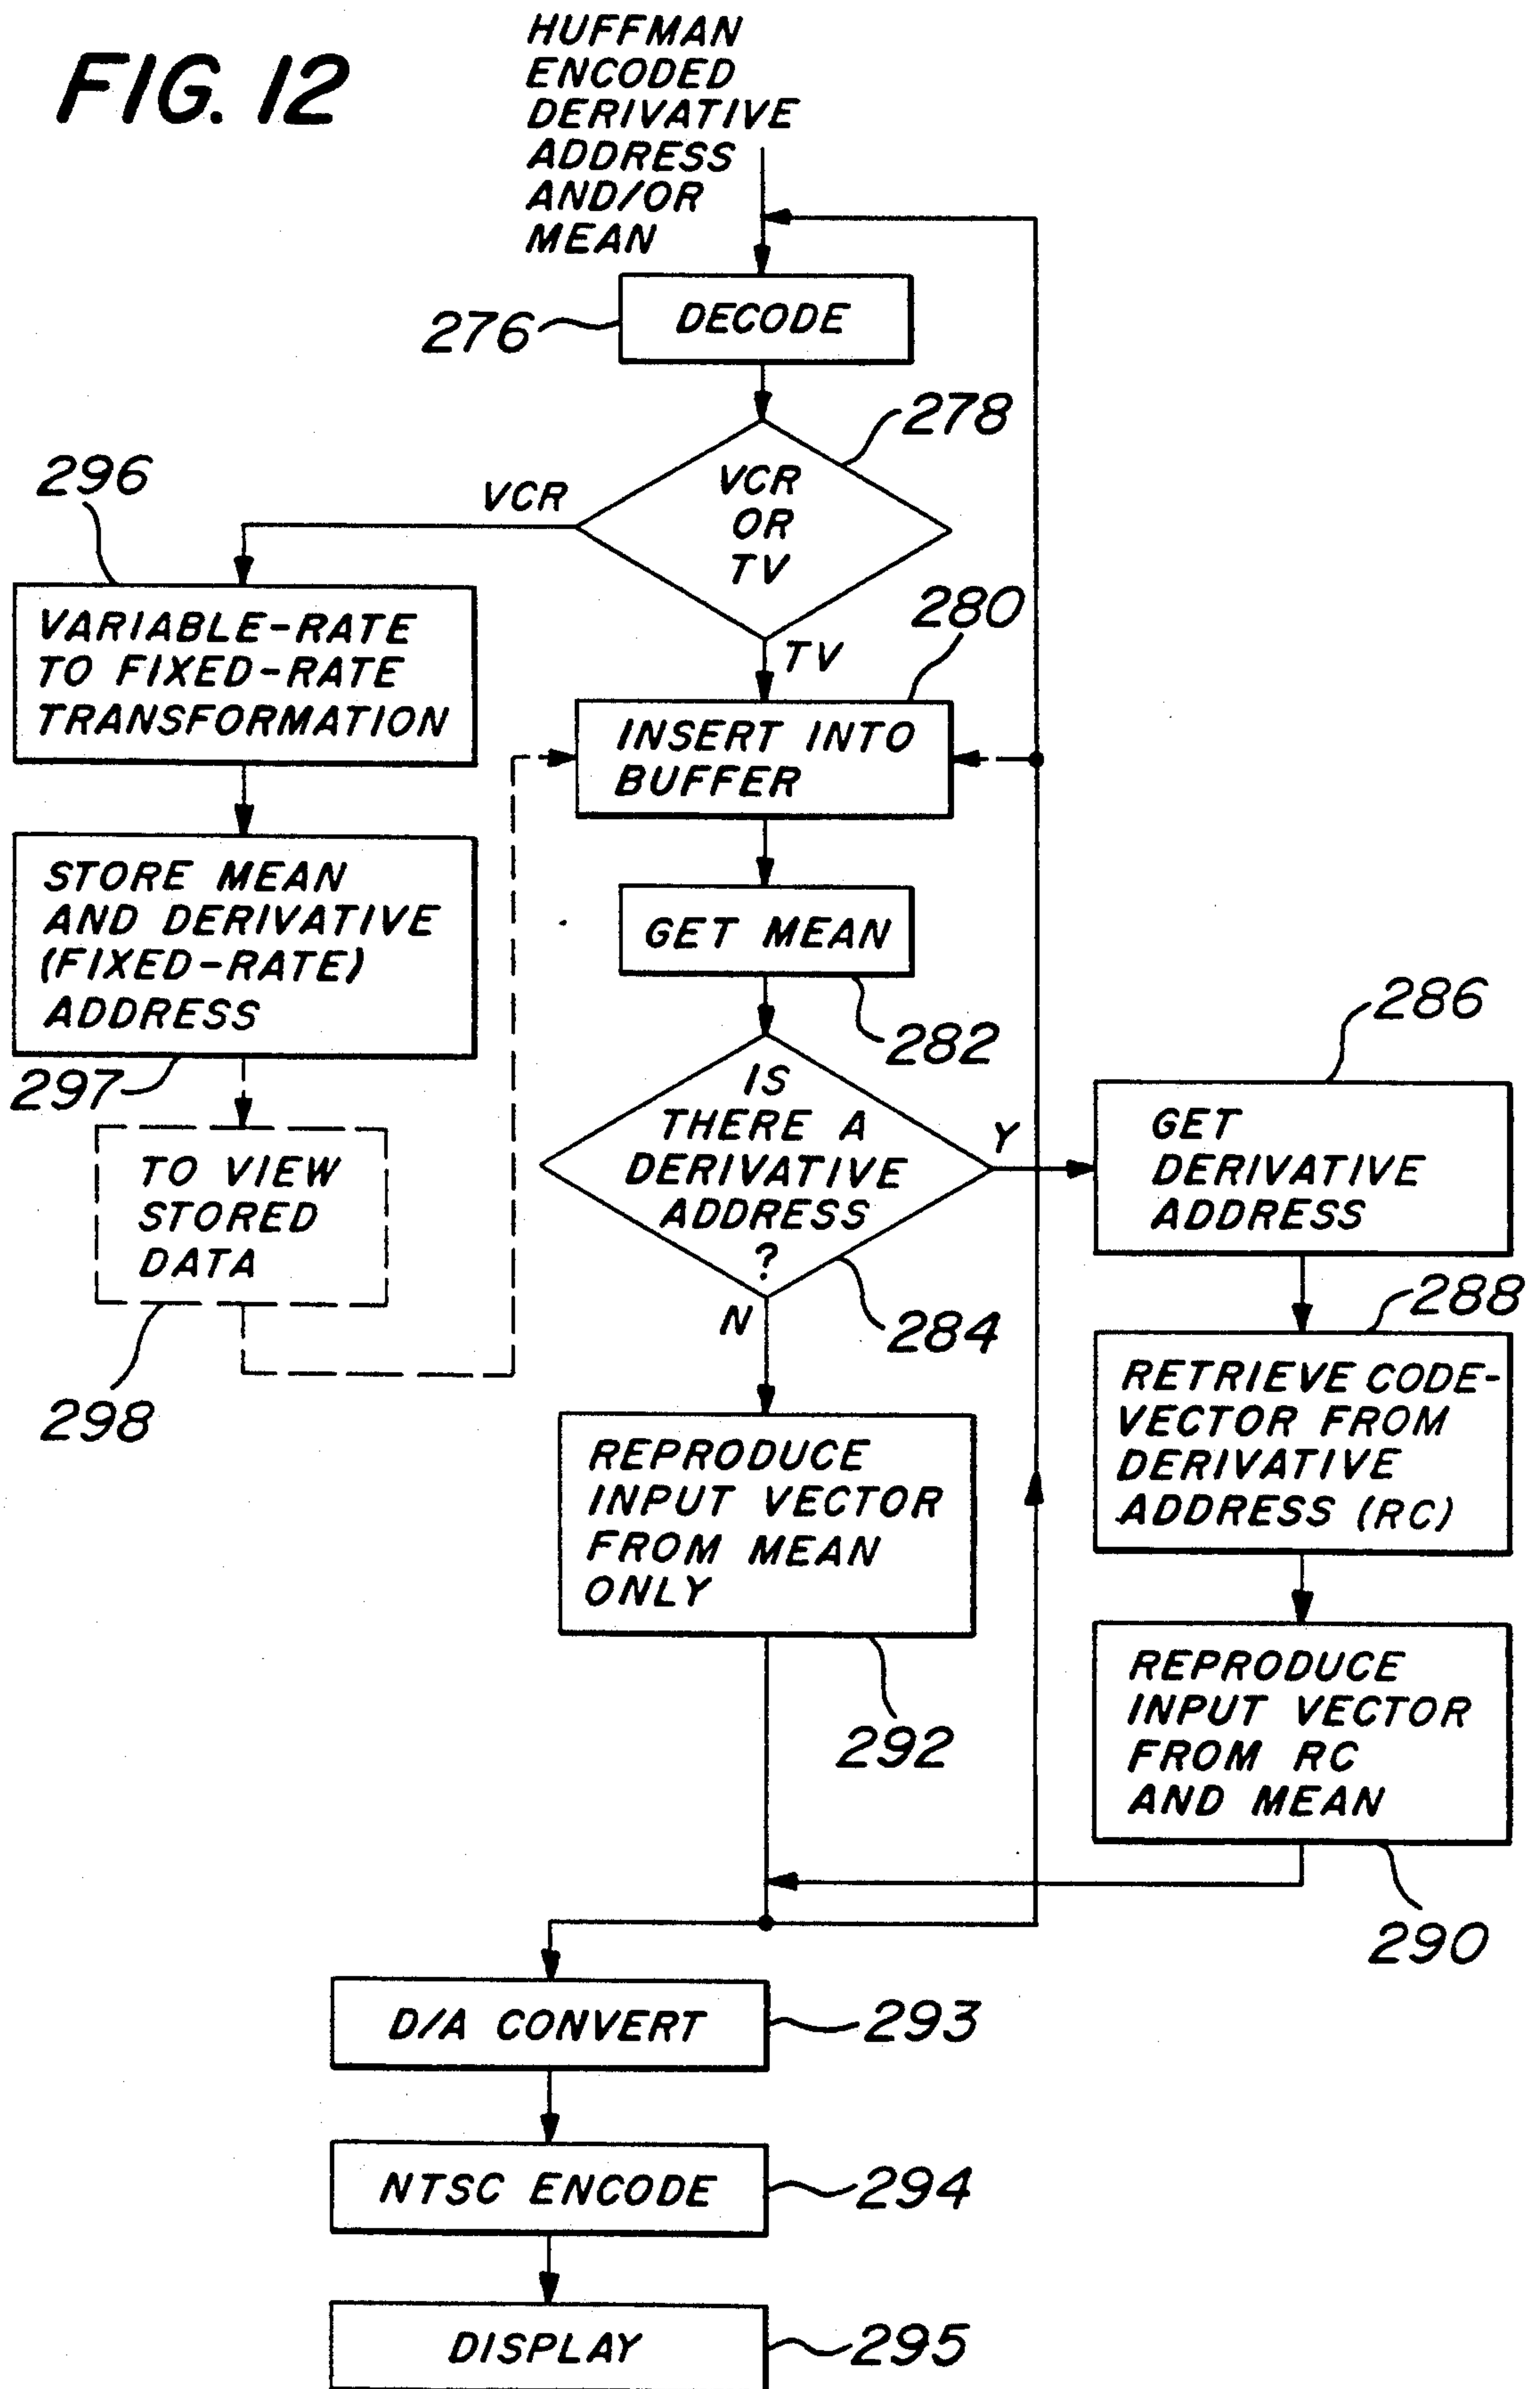 FIG. 12
HUFFMAN
ENCODED
DERIVATIVE
ADDRESS
AND/OR
MEAN
276
DECODE
278
VCR
OR
TV
VCR
TV
296
VARIABLE-RATE
TO FIXED-RATE
TRANSFORMATION
280
INSERT INTO
BUFFER
STORE MEAN
AND DERIVATIVE
(FIXED-RATE)
ADDRESS
297
GET MEAN
282
TO VIEW
STORED
DATA
298
IS
THERE A
DERIVATIVE
ADDRESS
?
284
Y
N
286
GET
DERIVATIVE
ADDRESS
288
RETRIEVE CODE-
VECTOR FROM
DERIVATIVE
ADDRESS (RC)
REPRODUCE
INPUT VECTOR
FROM MEAN
ONLY
292
REPRODUCE
INPUT VECTOR
FROM RC
AND MEAN
290
D/A CONVERT
293
NTSC ENCODE
294
DISPLAY
295